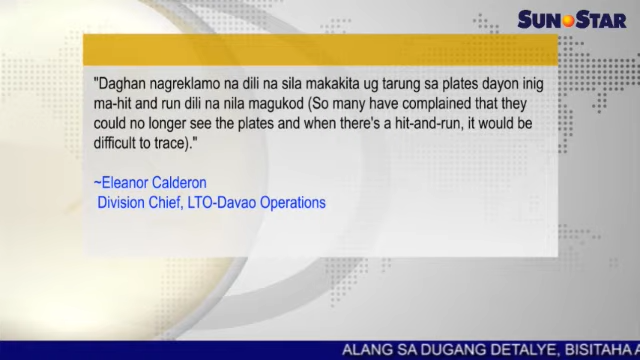 SUN STAR
"Daghan nagreklamo na dili na sila makakita ug tarung sa plates dayon inig
ma-hit and run dili na nila magukod (So many have complained that they
could no longer see the plates and when there's a hit-and-run, it would be
difficult to trace)."
~Eleanor Calderon
Division Chief, LTO-Davao Operations
ALANG SA DUGANG DETALYE, BISITAHA A